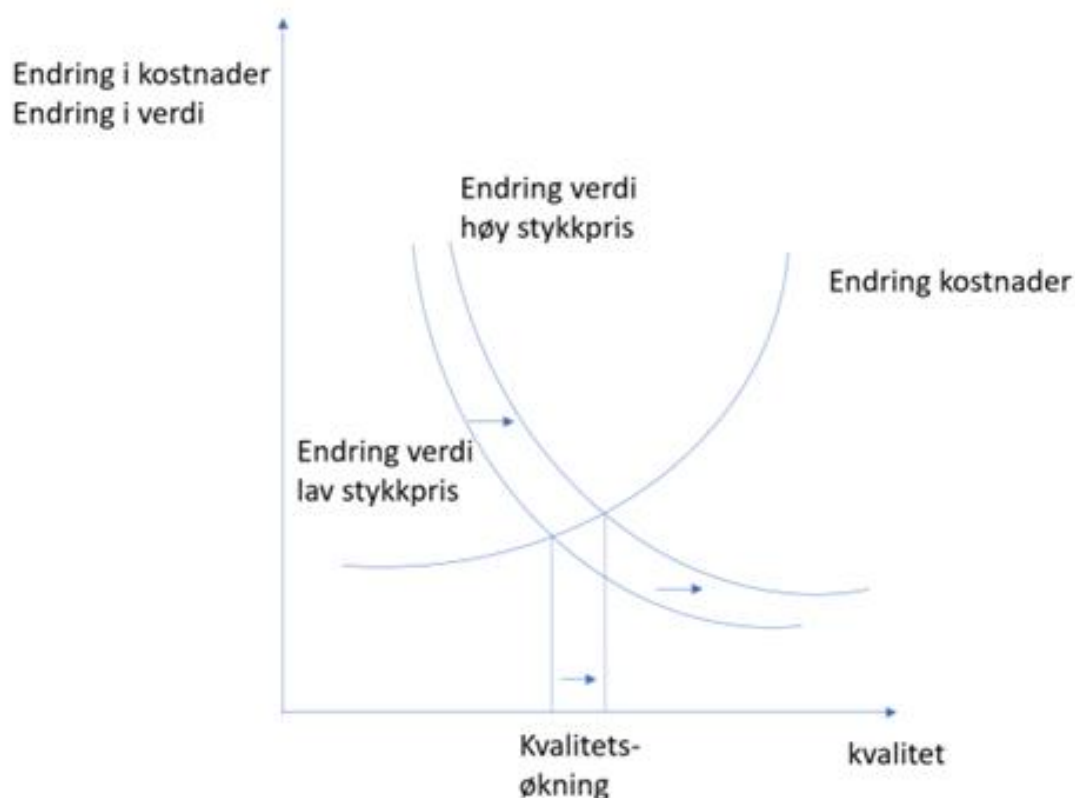 Endring i kostnader
Endring i verdi
Endring verdi
høy stykkpris
Endring kostnader
Endring verdi
lav stykkpris
Kvalitets-
økning
kvalitet